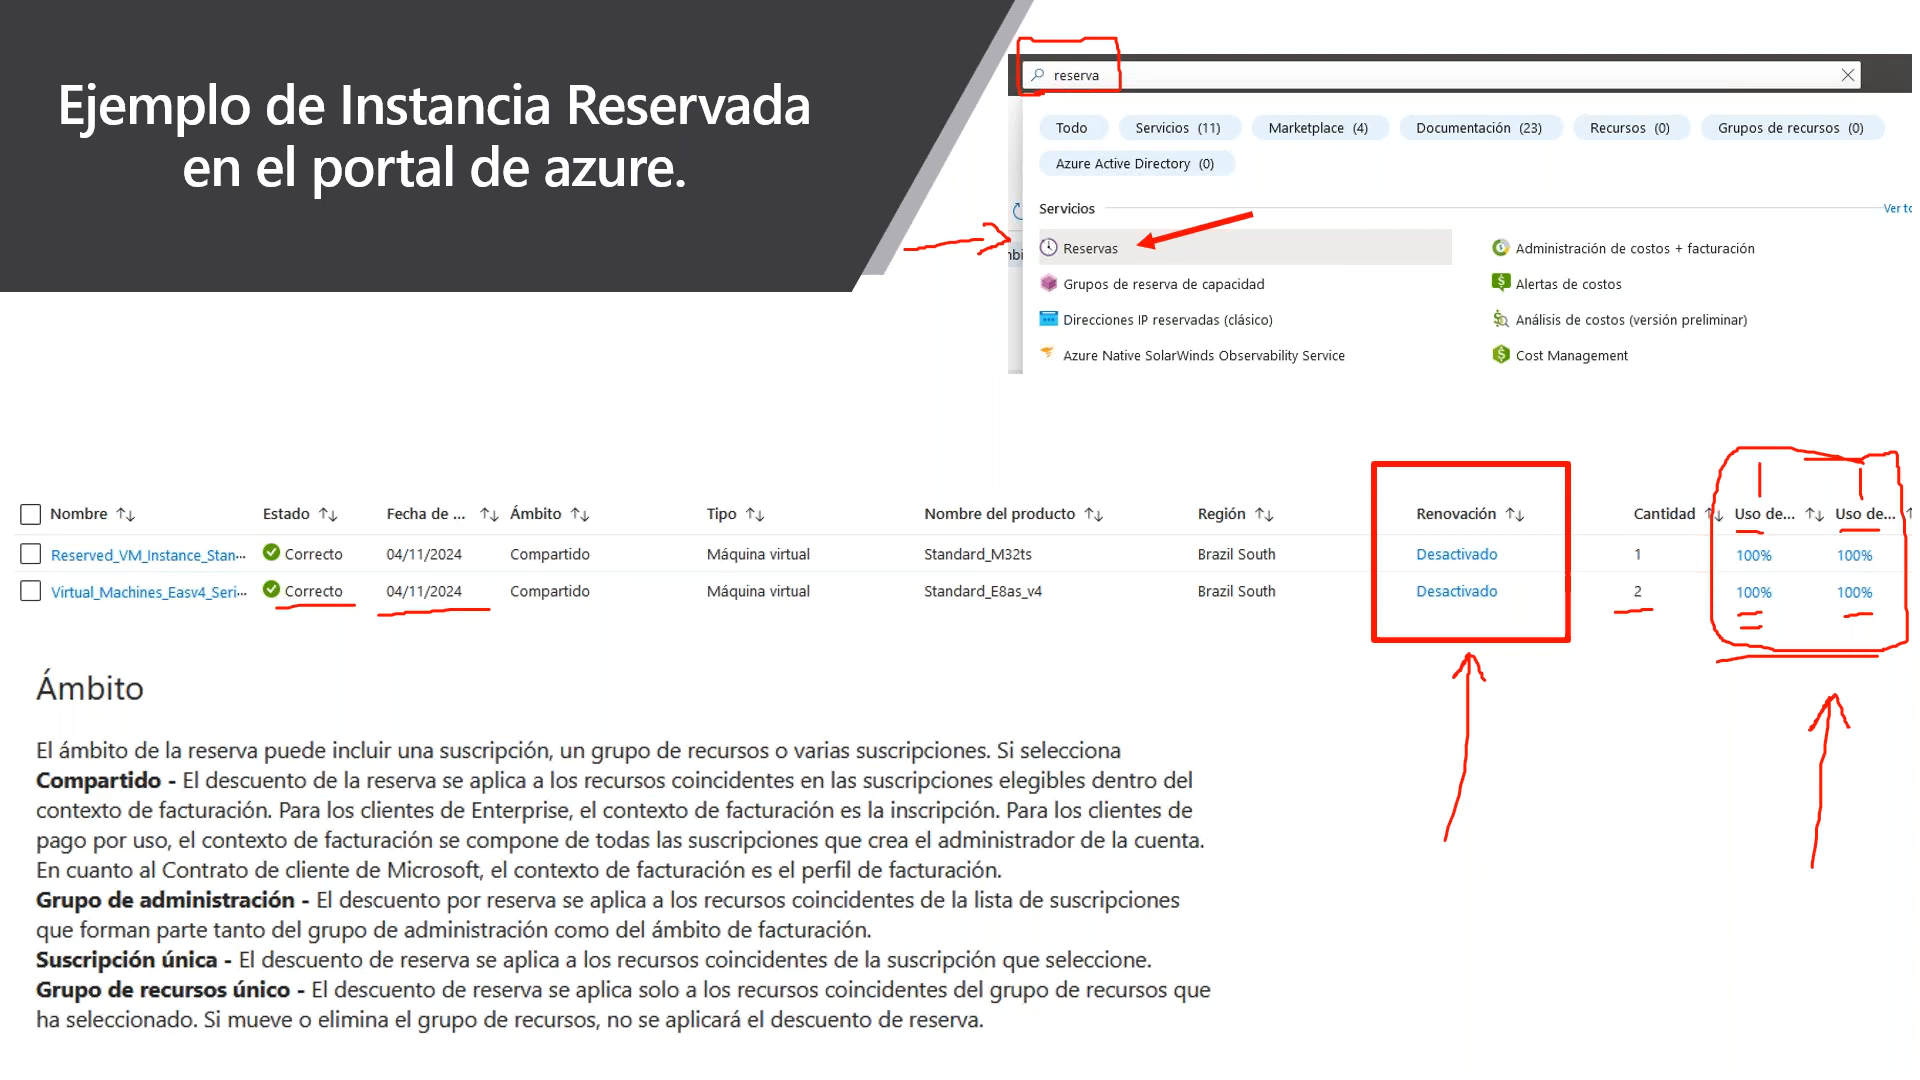 Ejemplo de Instancia Reservada
en el portal de azure.
reserva
Todo
Servicios (11)
Marketplace (4)
Documentación (23)
Recursos (0)
Grupos de recursos (0)
Azure Active Directory (0)
Servicios
Ver to
Reservas
Administración de costos + facturación
Grupos de reserva de capacidad
Alertas de costos
Direcciones IP reservadas (clásico)
Análisis de costos (versión preliminar)
Azure Native SolarWinds Observability Service
Cost Management
Nombre Estado Fecha de ... Ámbito Tipo Nombre del producto Región Renovación Cantidad Uso de... Uso de...
Reserved_VM_Instance_Stan... Correcto 04/11/2024 Compartido Máquina virtual Standard_M32ts Brazil South Desactivado 1 100% 100%
Virtual_Machines_Easv4_Seri... Correcto 04/11/2024 Compartido Máquina virtual Standard_E8as_v4 Brazil South Desactivado 2 100% 100%
Ámbito
El ámbito de la reserva puede incluir una suscripción, un grupo de recursos o varias suscripciones. Si selecciona
Compartido - El descuento de la reserva se aplica a los recursos coincidentes en las suscripciones elegibles dentro del
contexto de facturación. Para los clientes de Enterprise, el contexto de facturación es la inscripción. Para los clientes de
pago por uso, el contexto de facturación se compone de todas las suscripciones que crea el administrador de la cuenta.
En cuanto al Contrato de cliente de Microsoft, el contexto de facturación es el perfil de facturación.
Grupo de administración - El descuento por reserva se aplica a los recursos coincidentes de la lista de suscripciones
que forman parte tanto del grupo de administración como del ámbito de facturación.
Suscripción única - El descuento de reserva se aplica a los recursos coincidentes de la suscripción que seleccione.
Grupo de recursos único - El descuento de reserva se aplica solo a los recursos coincidentes del grupo de recursos que
ha seleccionado. Si mueve o elimina el grupo de recursos, no se aplicará el descuento de reserva.